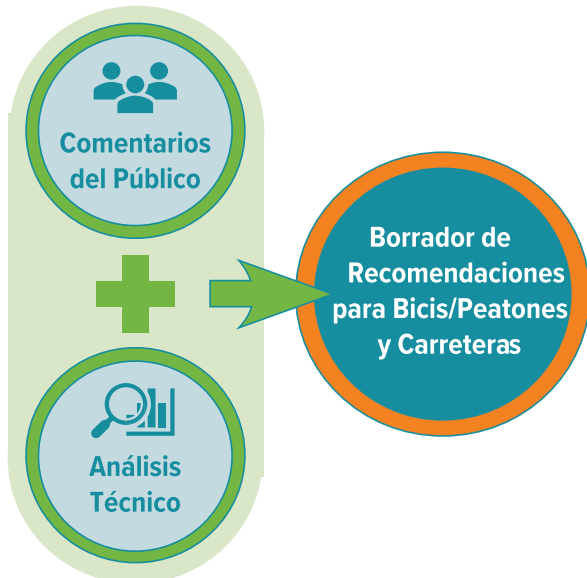 Comentarios
del Público
Análisis
Técnico
Borrador de
Recomendaciones
para Bicis/Peatones
y Carreteras